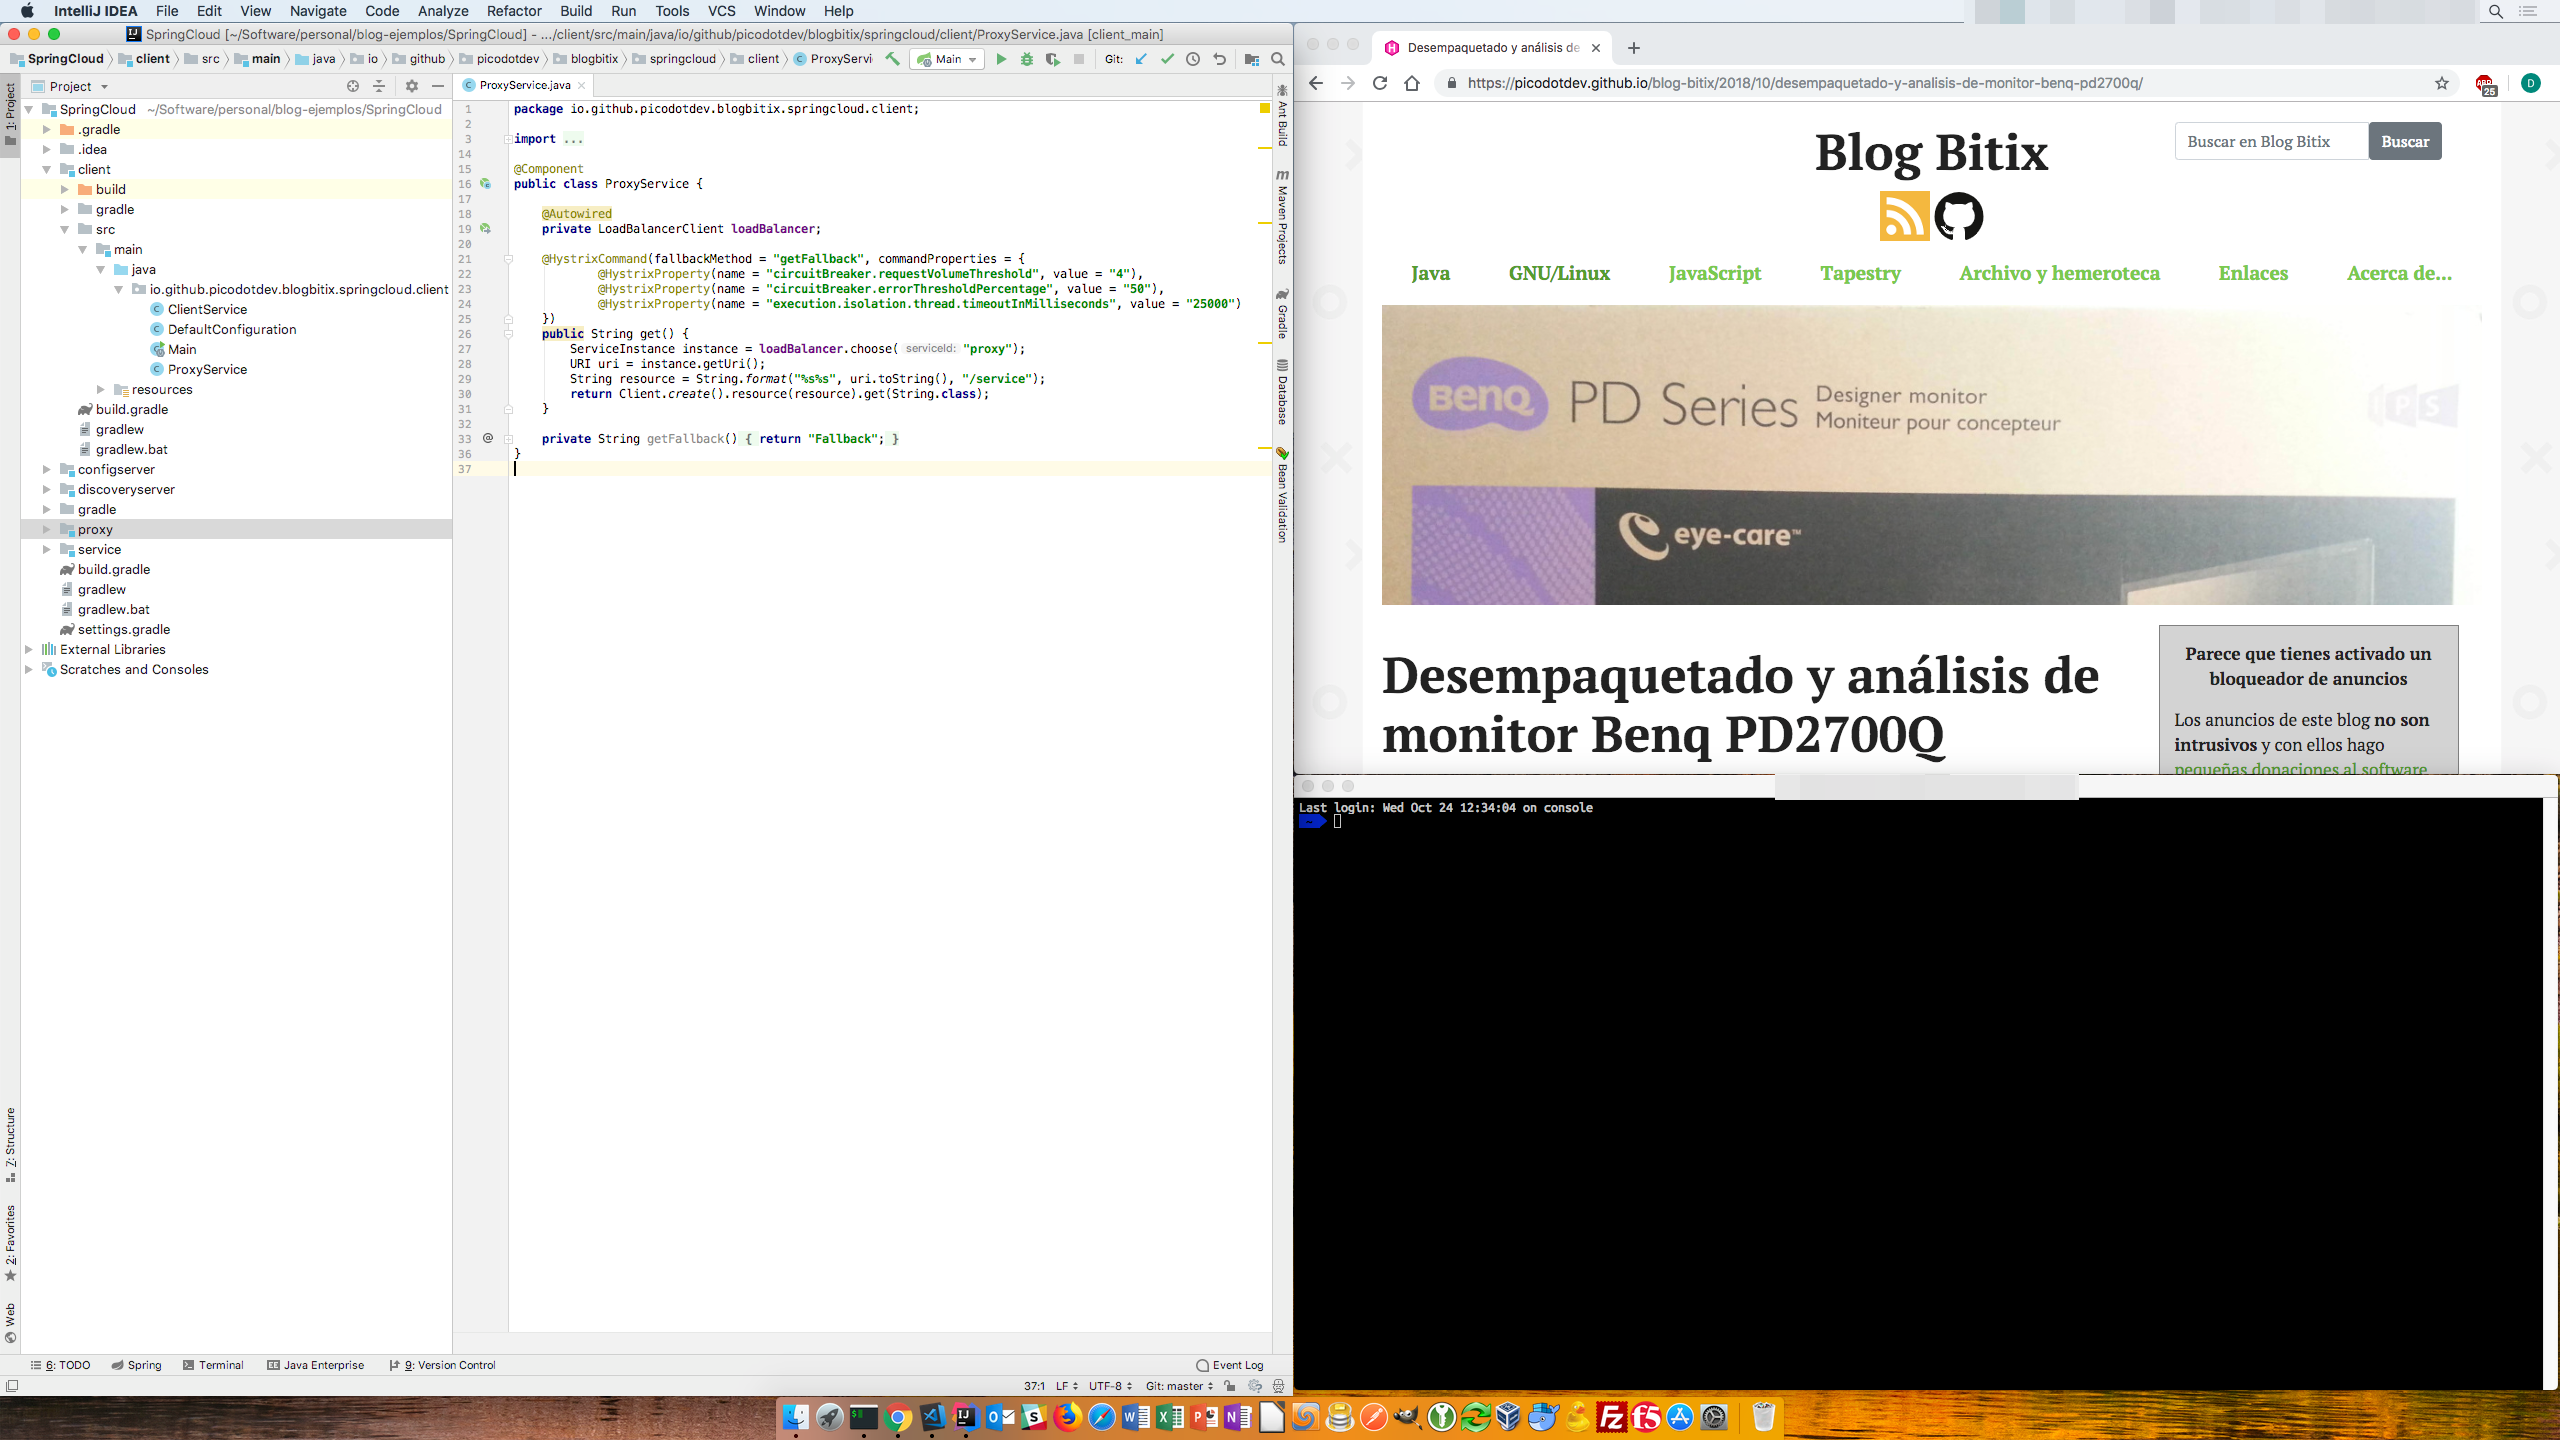 IntelliJ IDEA File Edit View Navigate Code Analyze Refactor Build Run Tools VCS Window Help
SpringCloud [~/Software/personal/blog-ejemplos/SpringCloud] - .../client/src/main/java/io/github/picodotdev/blogbitix/springcloud/client/ProxyService.java [client_main]
SpringCloud client src main java io github picodotdev blogbitix springcloud client ProxyServi Main Git:
Project
ProxyService.java
1: Project
SpringCloud ~/Software/personal/blog-ejemplos/SpringCloud
.gradle
.idea
client
build
gradle
src
main
java
io.github.picodotdev.blogbitix.springcloud.client
ClientService
DefaultConfiguration
Main
ProxyService
resources
build.gradle
gradlew
gradlew.bat
configserver
discoveryserver
gradle
proxy
service
build.gradle
gradlew
gradlew.bat
settings.gradle
External Libraries
Scratches and Consoles
Z: Structure
2: Favorites
Web
1 package io.github.picodotdev.blogbitix.springcloud.client;
2
3 import ...
14
15 @Component
16 public class ProxyService {
17
18 @Autowired
19 private LoadBalancerClient loadBalancer;
20
21 @HystrixCommand(fallbackMethod = "getFallback", commandProperties = {
22 @HystrixProperty(name = "circuitBreaker.requestVolumeThreshold", value = "4"),
23 @HystrixProperty(name = "circuitBreaker.errorThresholdPercentage", value = "50"),
24 @HystrixProperty(name = "execution.isolation.thread.timeoutInMilliseconds", value = "25000")
25 })
26 public String get() {
27 ServiceInstance instance = loadBalancer.choose( serviceId: "proxy");
28 URI uri = instance.getUri();
29 String resource = String.format("%s%s", uri.toString(), "/service");
30 return Client.create().resource(resource).get(String.class);
31 }
32
33 @ private String getFallback() { return "Fallback"; }
36 }
37
Ant Build
Maven Projects
Gradle
Database
Bean Validation
6: TODO Spring Terminal Java Enterprise 9: Version Control Event Log
37:1 LF UTF-8 Git: master
Desempaquetado y análisis de
https://picodotdev.github.io/blog-bitix/2018/10/desempaquetado-y-analisis-de-monitor-benq-pd2700q/
ABP
25
D
Blog Bitix
Buscar en Blog Bitix Buscar
Java GNU/Linux JavaScript Tapestry Archivo y hemeroteca Enlaces Acerca de...
BenQ PD Series Designer monitor
Moniteur pour concepteur
IPS
eye-care™
Desempaquetado y análisis de
monitor Benq PD2700Q
Parece que tienes activado un
bloqueador de anuncios
Los anuncios de este blog no son
intrusivos y con ellos hago
pequeñas donaciones al software
Last login: Wed Oct 24 12:34:04 on console
~